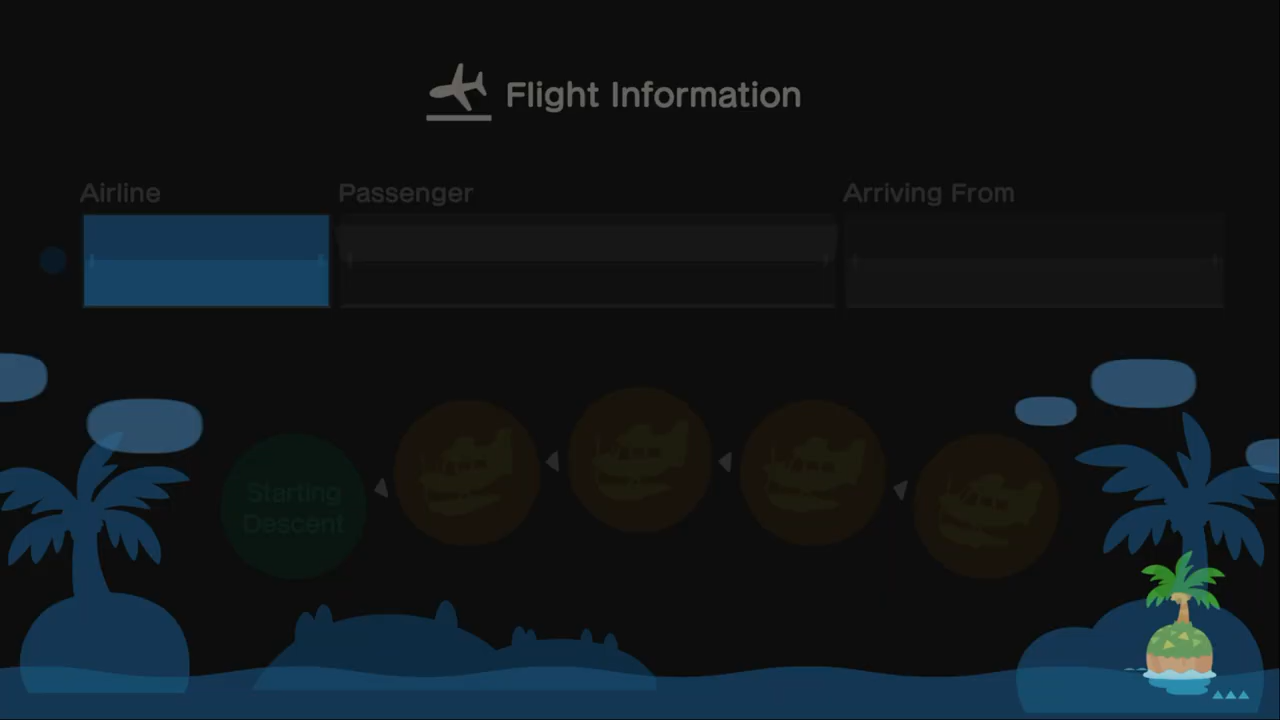 Flight Information
Airline
Passenger
Arriving From
Starting
Descent